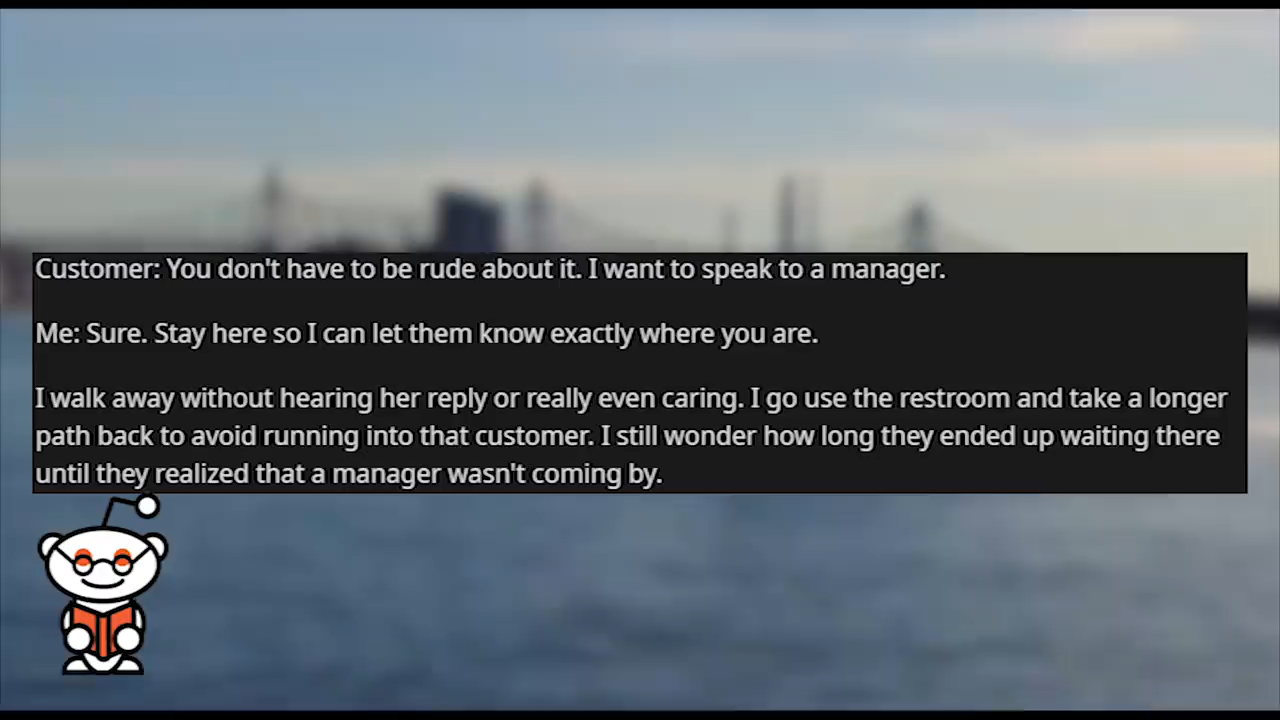 Customer: You don't have to be rude about it. I want to speak to a manager.
Me: Sure. Stay here so I can let them know exactly where you are.
I walk away without hearing her reply or really even caring. I go use the restroom and take a longer
path back to avoid running into that customer. I still wonder how long they ended up waiting there
until they realized that a manager wasn't coming by.